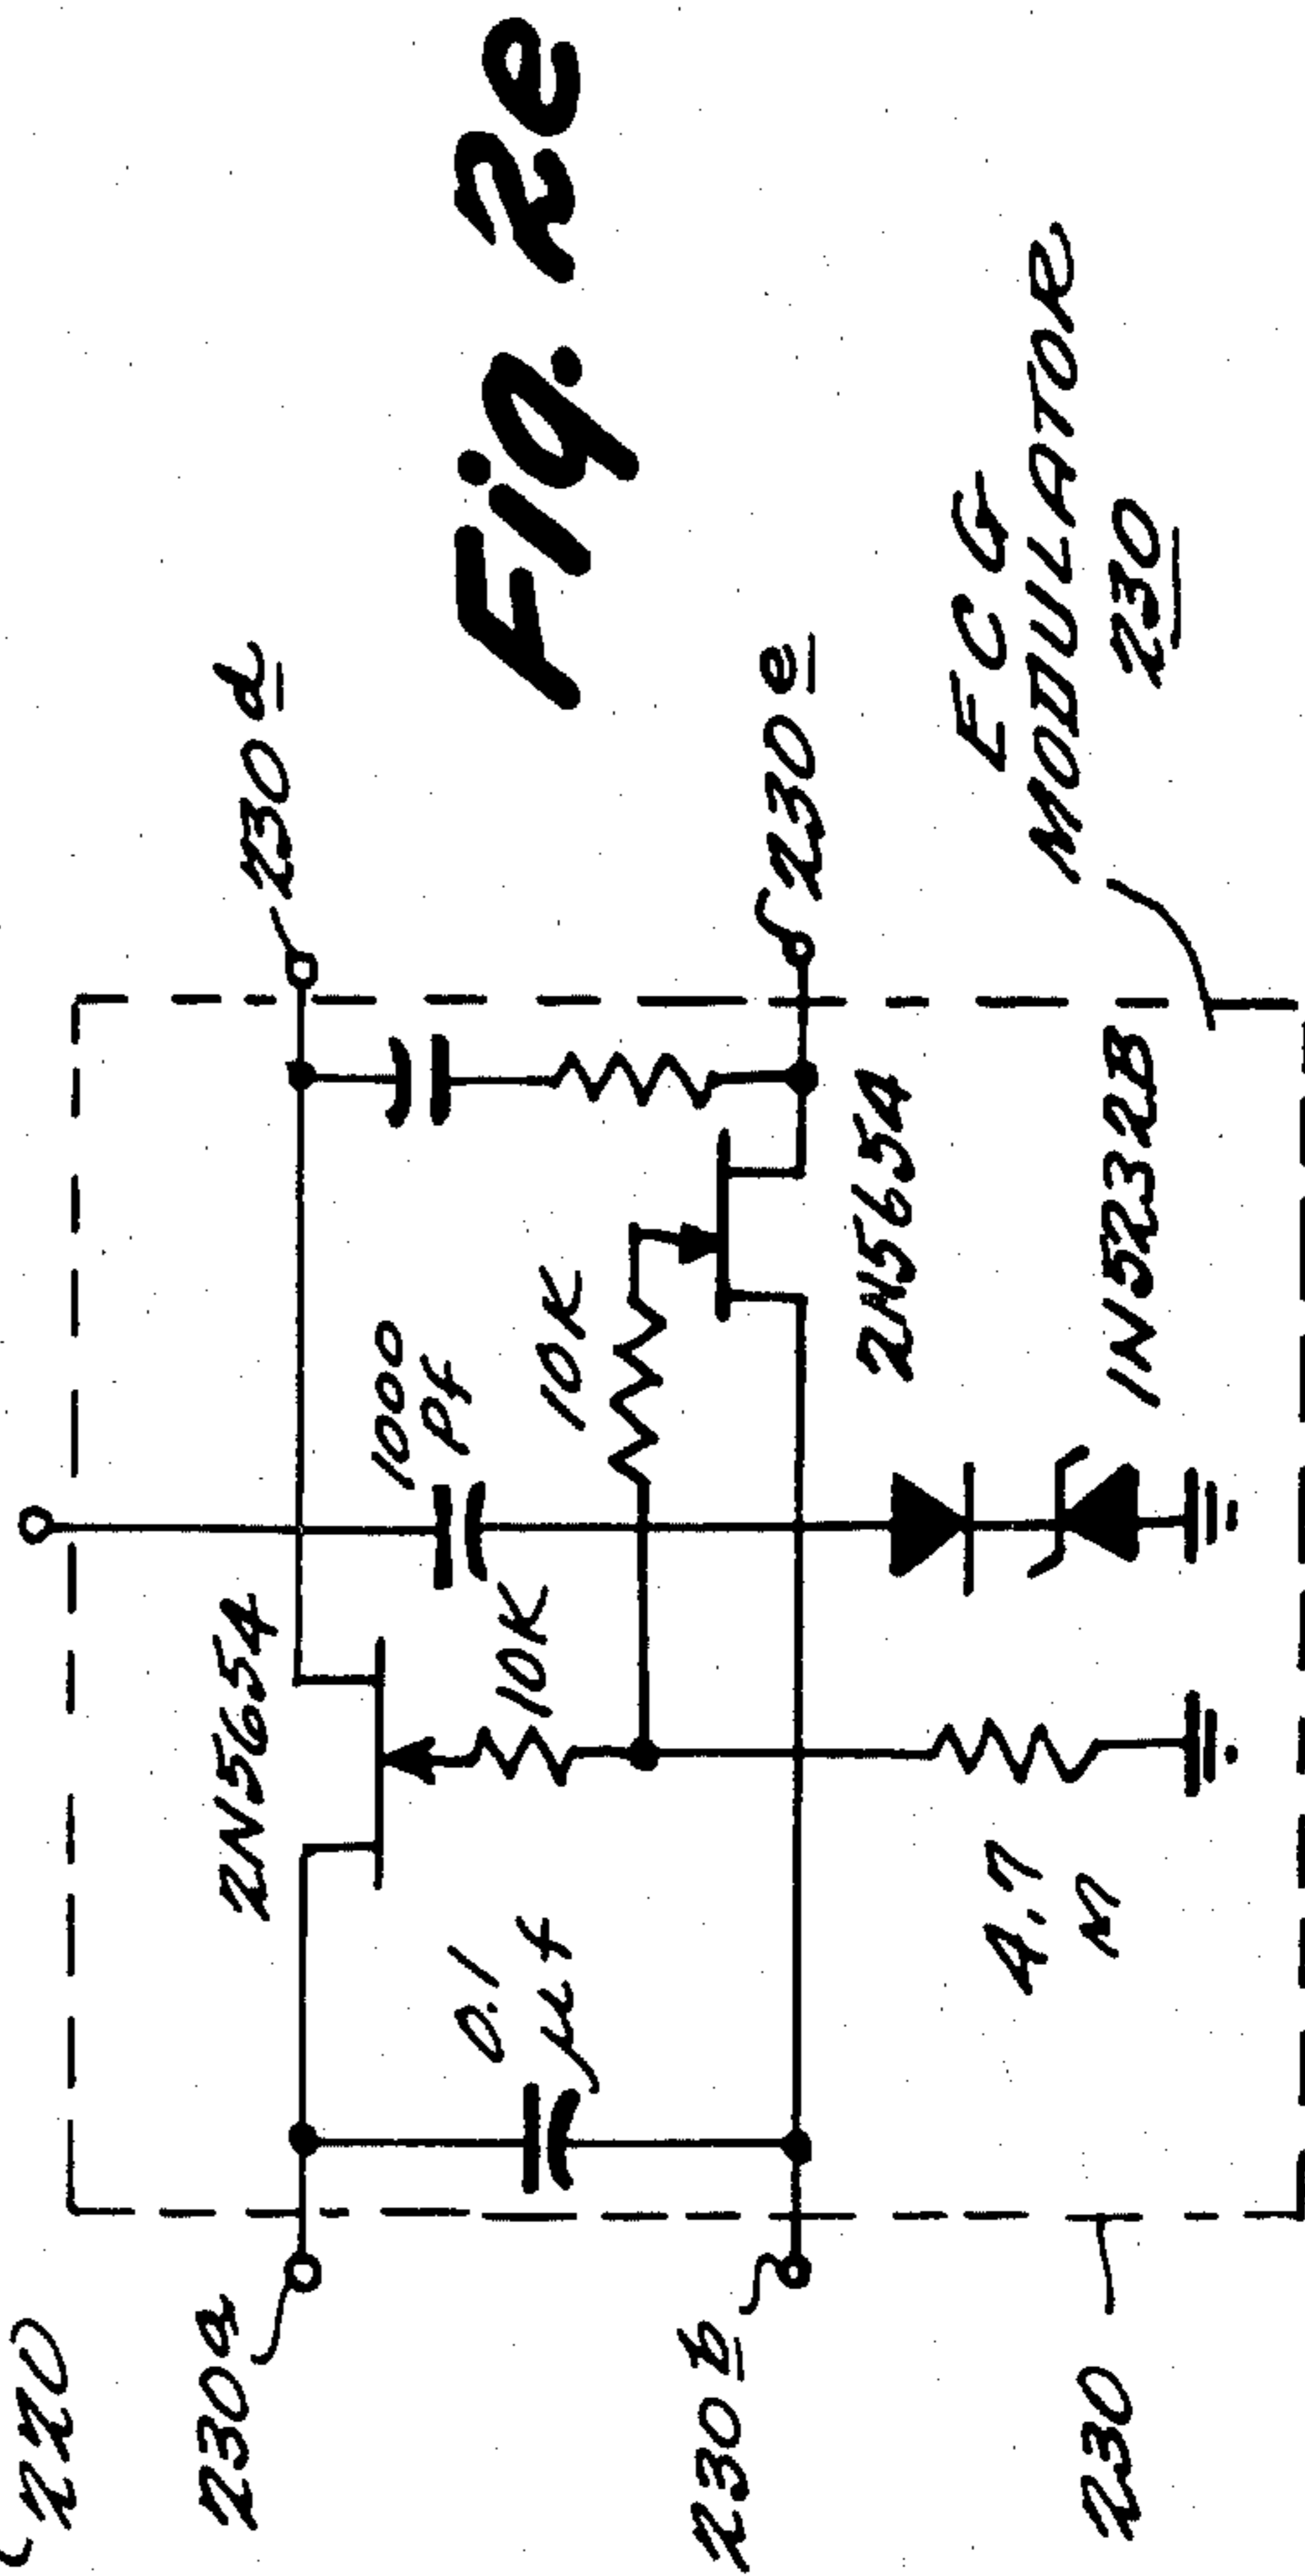 220
230a
230d
2N5654
0.1
µf
1000
pf
10K
10K
230b
230e
2N5654
4.7
M
1N5232B
230
ECG
MODULATOR
230
Fig. 2e